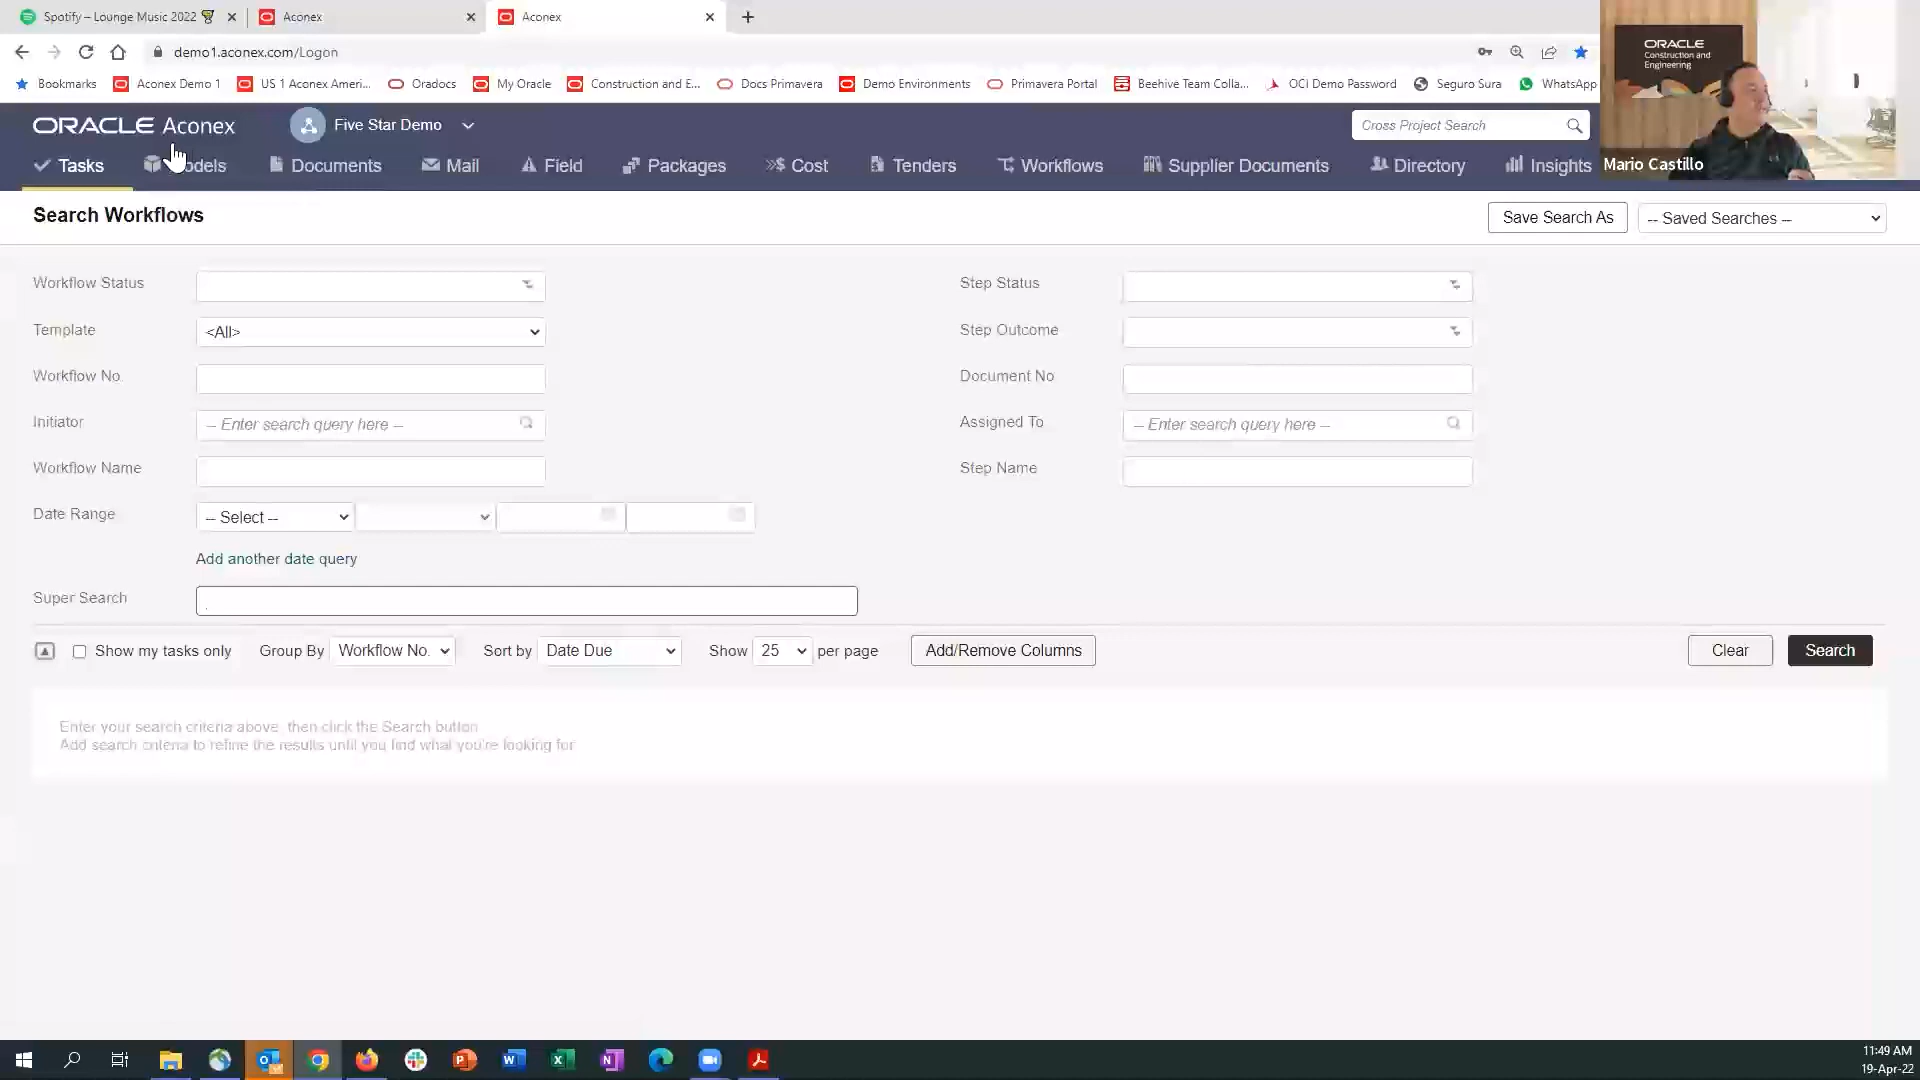 Spotify – Lounge Music 2022
Aconex
Aconex
demo1.aconex.com/Logon
Bookmarks
Aconex Demo 1
US 1 Aconex Ameri...
Oradocs
My Oracle
Construction and E...
Docs Primavera
Demo Environments
Primavera Portal
Beehive Team Colla...
OCI Demo Password
Seguro Sura
WhatsApp
ORACLE
Construction and
Engineering
Mario Castillo
ORACLE Aconex
Five Star Demo
Cross Project Search
Tasks
Documents
Mail
Field
Packages
Cost
Tenders
Workflows
Supplier Documents
Directory
Insights
Search Workflows
Save Search As
-- Saved Searches --
Workflow Status
Step Status
Template
<All>
Step Outcome
Workflow No.
Document No
Initiator
-- Enter search query here --
Assigned To
-- Enter search query here --
Workflow Name
Step Name
Date Range
-- Select --
Add another date query
Super Search
Show my tasks only
Group By
Workflow No.
Sort by
Date Due
Show
25
per page
Add/Remove Columns
Clear
Search
Enter your search criteria above, then click the Search button
Add search criteria to refine the results until you find what you're looking for
11:49 AM
19-Apr-22